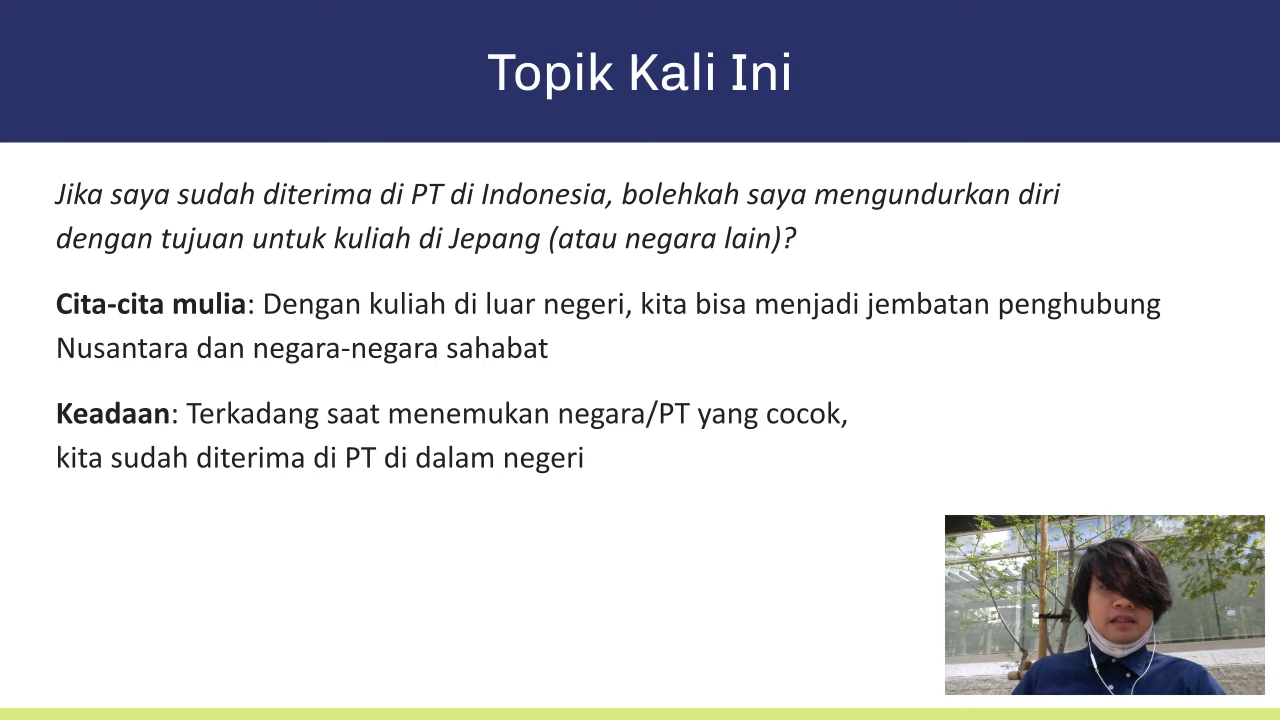 Topik Kali Ini
Jika saya sudah diterima di PT di Indonesia, bolehkah saya mengundurkan diri
dengan tujuan untuk kuliah di Jepang (atau negara lain)?
Cita-cita mulia: Dengan kuliah di luar negeri, kita bisa menjadi jembatan penghubung
Nusantara dan negara-negara sahabat
Keadaan: Terkadang saat menemukan negara/PT yang cocok,
kita sudah diterima di PT di dalam negeri